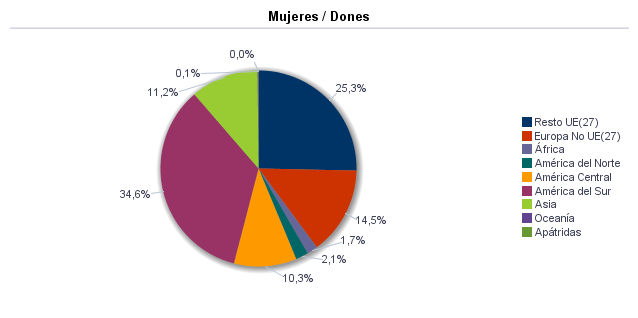 Mujeres / Dones
0,0%
0,1%
11,2%
25,3%
34,6%
14,5%
1,7%
2,1%
10,3%
Resto UE(27)
Europa No UE(27)
África
América del Norte
América Central
América del Sur
Asia
Oceanía
Apátridas